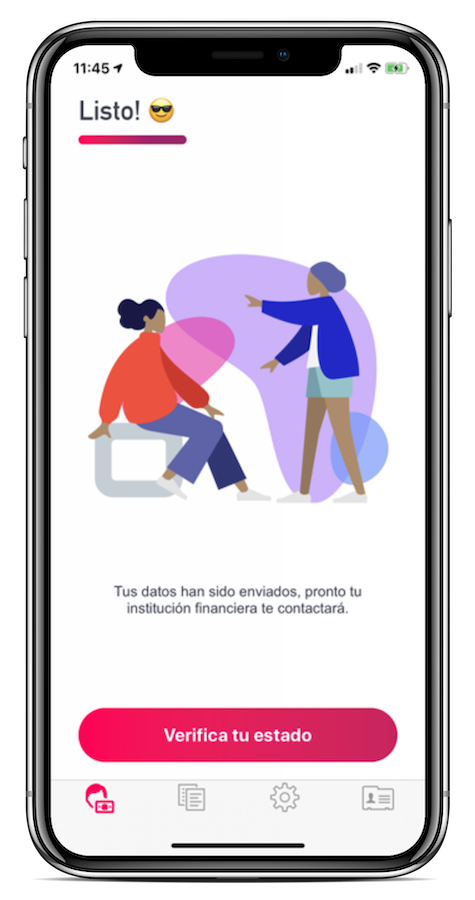 11:45
Listo! 😎
Tus datos han sido enviados, pronto tu
institución financiera te contactará.
Verifica tu estado